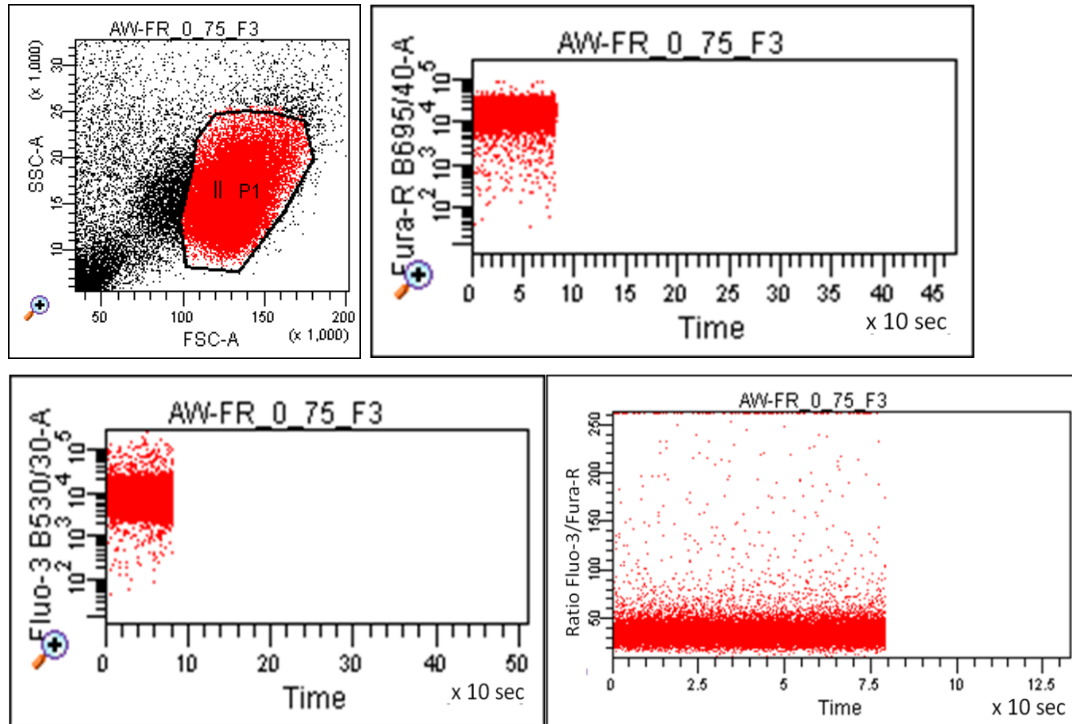 AW-FR_0_75_F3
SSC-A
(x 1,000)
30
25
20
15
10
II P1
50 100 150 200
FSC-A (x 1,000)
AW-FR_0_75_F3
Fura-R B695/40-A
10^5
10^4
10^3
10^2
0 5 10 15 20 25 30 35 40 45
Time x 10 sec
AW-FR_0_75_F3
Fluo-3 B530/30-A
10^5
10^4
10^3
10^2
0 10 20 30 40 50
Time x 10 sec
AW-FR_0_75_F3
Ratio Fluo-3/Fura-R
250
200
150
100
50
0 2.5 5 7.5 10 12.5
Time x 10 sec